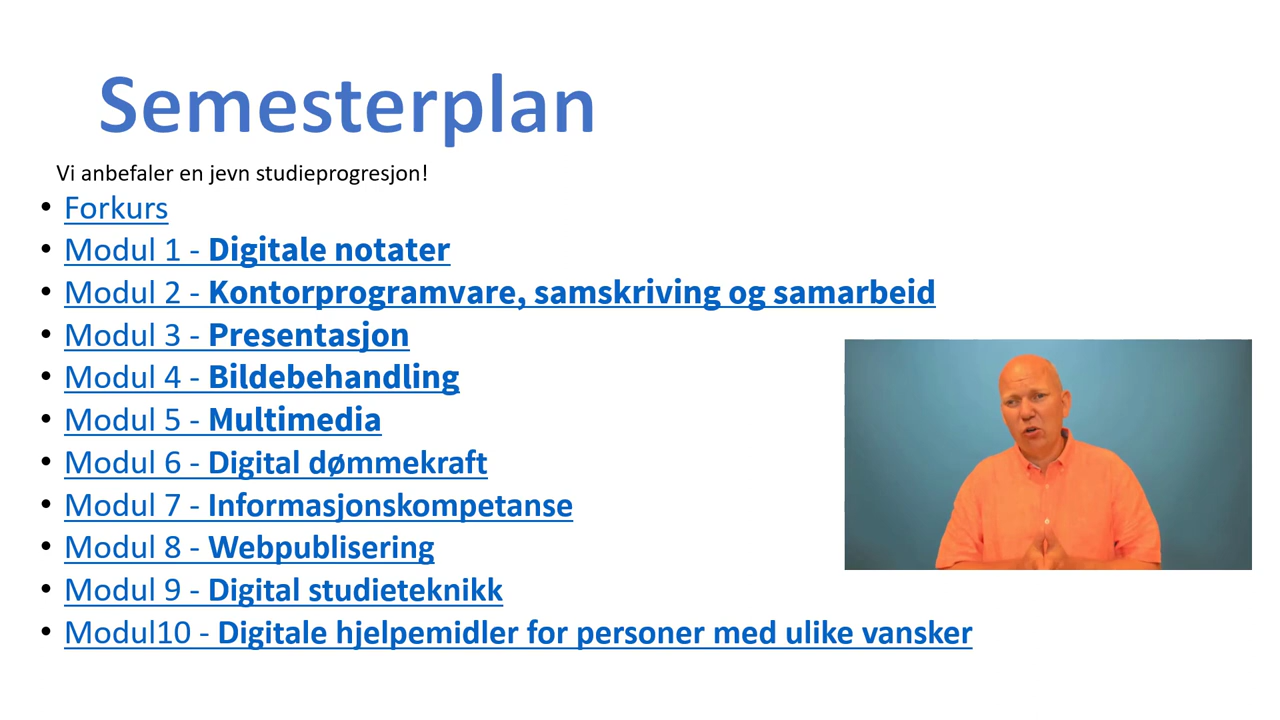 Semesterplan
Vi anbefaler en jevn studieprogresjon!
• Forkurs
• Modul 1 - Digitale notater
• Modul 2 - Kontorprogramvare, samskriving og samarbeid
• Modul 3 - Presentasjon
• Modul 4 - Bildebehandling
• Modul 5 - Multimedia
• Modul 6 - Digital dømmekraft
• Modul 7 - Informasjonskompetanse
• Modul 8 - Webpublisering
• Modul 9 - Digital studieteknikk
• Modul10 - Digitale hjelpemidler for personer med ulike vansker